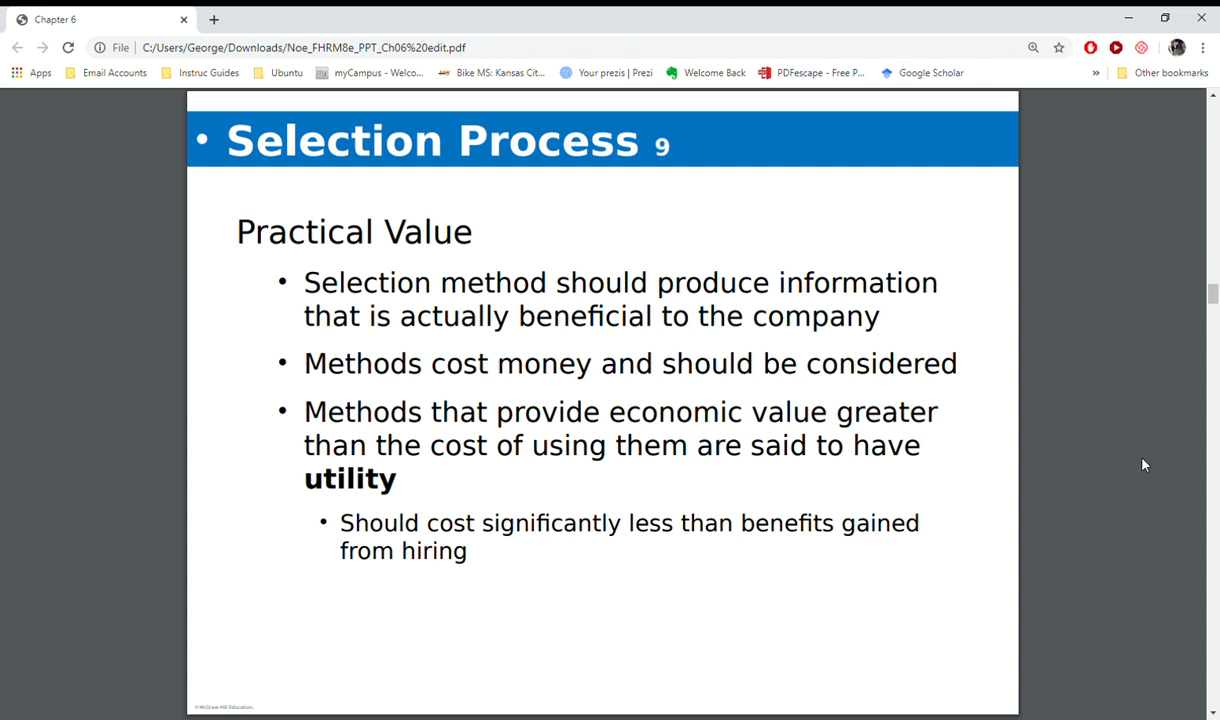 Chapter 6
File
C:/Users/George/Downloads/Noe_FHRM8e_PPT_Ch06%20edit.pdf
Apps
Email Accounts
Instruc Guides
Ubuntu
myCampus - Welco...
Bike MS: Kansas Cit...
Your prezis | Prezi
Welcome Back
PDFescape - Free P...
Google Scholar
»
Other bookmarks
• Selection Process 9
Practical Value
• Selection method should produce information
that is actually beneficial to the company
• Methods cost money and should be considered
• Methods that provide economic value greater
than the cost of using them are said to have
utility
• Should cost significantly less than benefits gained
from hiring
©McGraw-Hill Education.